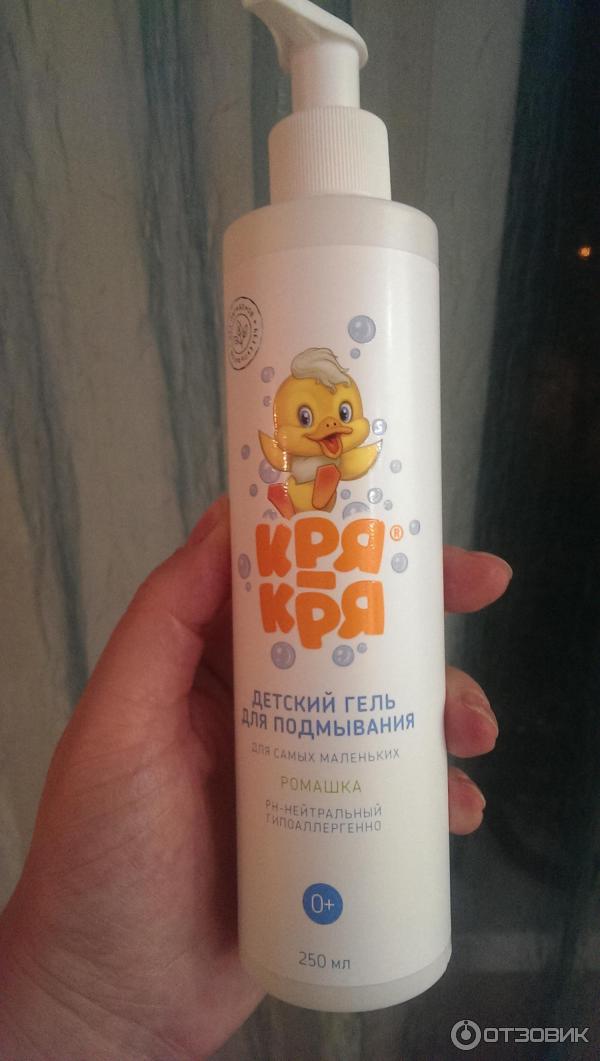 КРЯ-®
КРЯ
ДЕТСКИЙ ГЕЛЬ
ДЛЯ ПОДМЫВАНИЯ
ДЛЯ САМЫХ МАЛЕНЬКИХ
РОМАШКА
PH-НЕЙТРАЛЬНЫЙ
ГИПОАЛЛЕРГЕННО
0+
250 мл
ОТЗОВИК